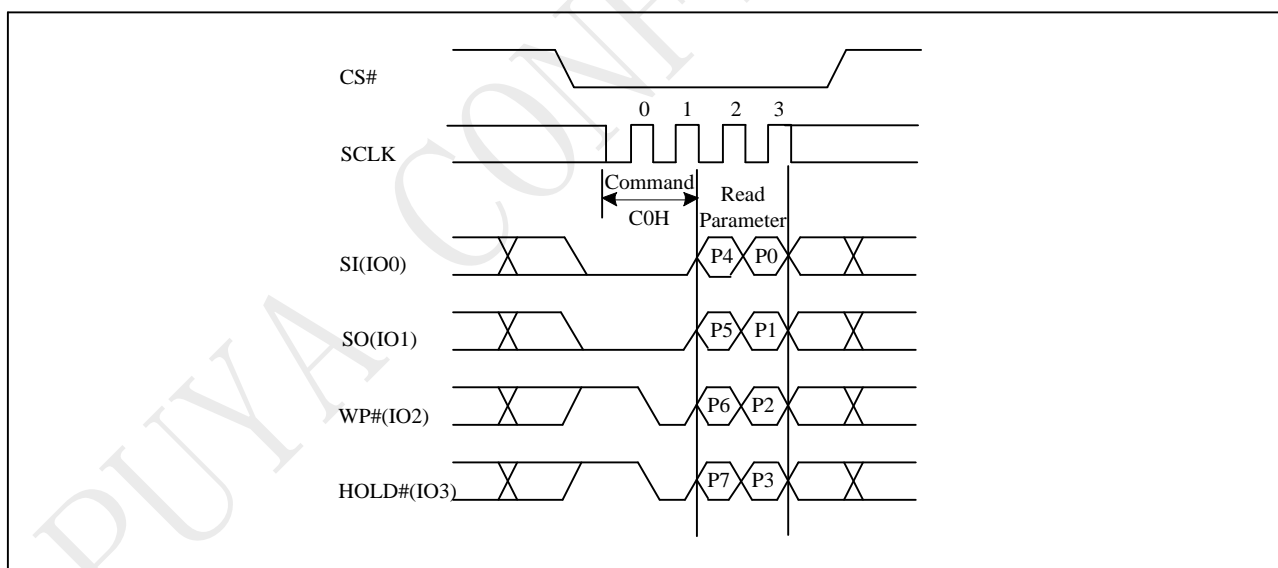 PUYA CONF
CS#
0 1 2 3
SCLK
Command
C0H
Read
Parameter
SI(IO0)
P4 P0
SO(IO1)
P5 P1
WP#(IO2)
P6 P2
HOLD#(IO3)
P7 P3